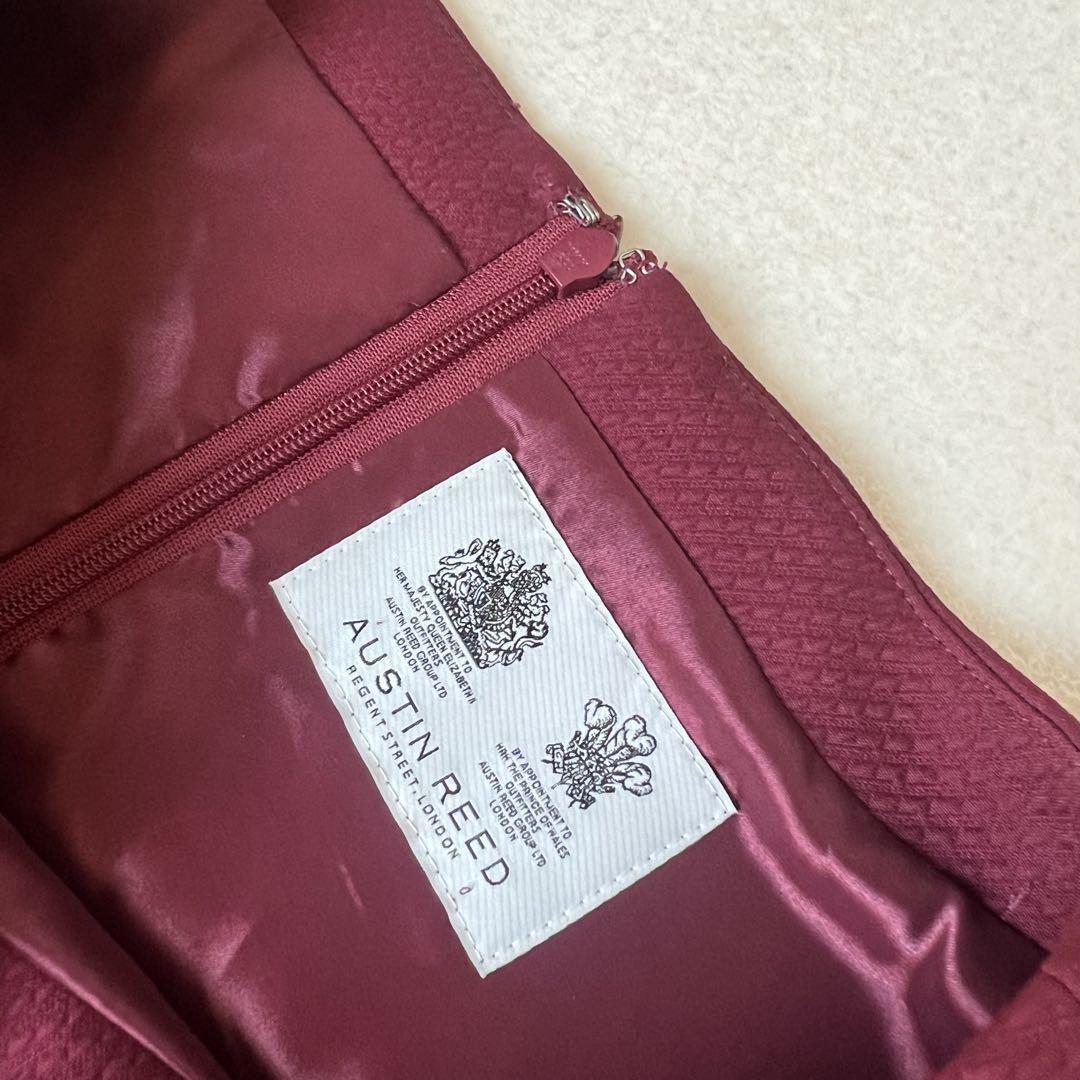 BY APPOINTMENT TO
HER MAJESTY QUEEN ELIZABETH II
OUTFITTERS
AUSTIN REED GROUP LTD
LONDON
BY APPOINTMENT TO
HRH THE PRINCE OF WALES
OUTFITTERS
AUSTIN REED GROUP LTD
LONDON
AUSTIN REED
REGENT STREET, LONDON